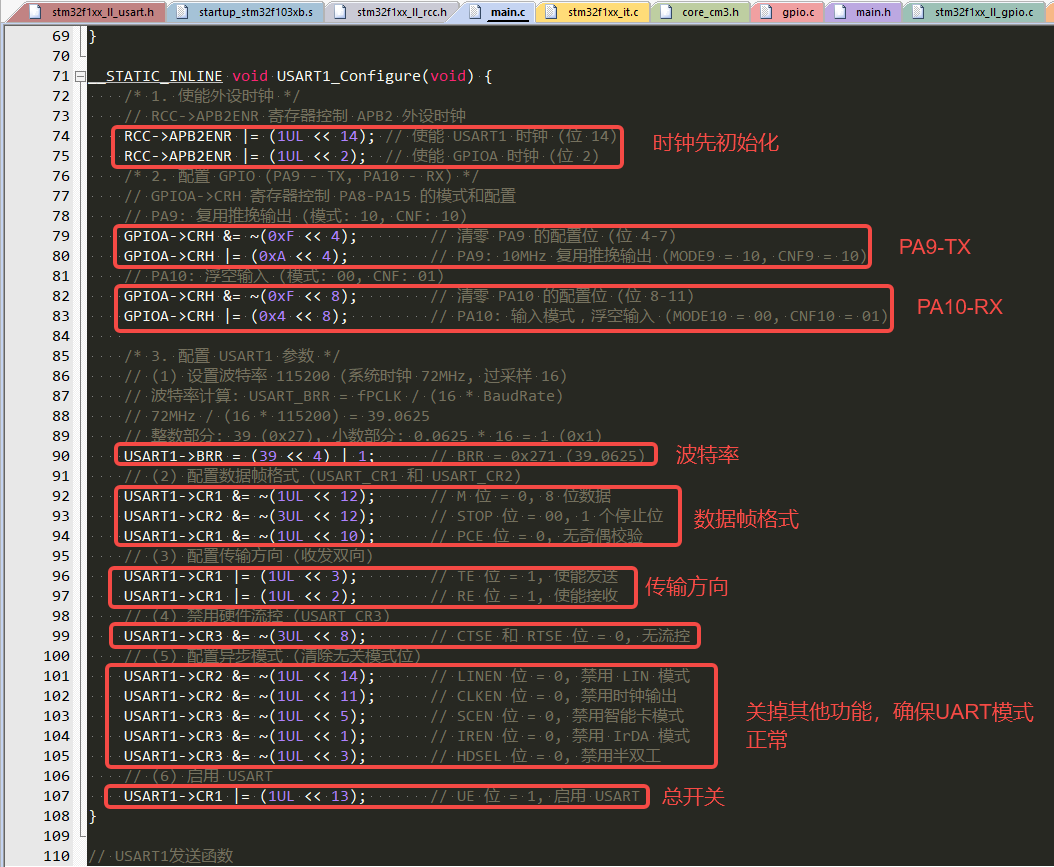 stm32f1xx_ll_usart.h startup_stm32f103xb.s stm32f1xx_ll_rcc.h main.c stm32f1xx_it.c core_cm3.h gpio.c main.h stm32f1xx_ll_gpio.c
69 }
70
71 __STATIC_INLINE void USART1_Configure(void) {
72 /* 1. 使能外设时钟 */
73 // RCC->APB2ENR 寄存器控制 APB2 外设时钟
74 RCC->APB2ENR |= (1UL << 14); // 使能 USART1 时钟 (位 14)
75 RCC->APB2ENR |= (1UL << 2); // 使能 GPIOA 时钟 (位 2)
时钟先初始化
76 /* 2. 配置 GPIO (PA9 - TX, PA10 - RX) */
77 // GPIOA->CRH 寄存器控制 PA8-PA15 的模式和配置
78 // PA9: 复用推挽输出 (模式: 10, CNF: 10)
79 GPIOA->CRH &= ~(0xF << 4); // 清零 PA9 的配置位 (位 4-7)
80 GPIOA->CRH |= (0xA << 4); // PA9: 10MHz 复用推挽输出 (MODE9 = 10, CNF9 = 10)
PA9-TX
81 // PA10: 浮空输入 (模式: 00, CNF: 01)
82 GPIOA->CRH &= ~(0xF << 8); // 清零 PA10 的配置位 (位 8-11)
83 GPIOA->CRH |= (0x4 << 8); // PA10: 输入模式，浮空输入 (MODE10 = 00, CNF10 = 01)
PA10-RX
84
85 /* 3. 配置 USART1 参数 */
86 // (1) 设置波特率 115200 (系统时钟 72MHz, 过采样 16)
87 // 波特率计算: USART_BRR = fPCLK / (16 * BaudRate)
88 // 72MHz / (16 * 115200) = 39.0625
89 // 整数部分: 39 (0x27), 小数部分: 0.0625 * 16 = 1 (0x1)
90 USART1->BRR = (39 << 4) | 1; // BRR = 0x271 (39.0625)
波特率
91 // (2) 配置数据帧格式 (USART_CR1 和 USART_CR2)
92 USART1->CR1 &= ~(1UL << 12); // M 位 = 0, 8 位数据
93 USART1->CR2 &= ~(3UL << 12); // STOP 位 = 00, 1 个停止位
94 USART1->CR1 &= ~(1UL << 10); // PCE 位 = 0, 无奇偶校验
数据帧格式
95 // (3) 配置传输方向 (收发双向)
96 USART1->CR1 |= (1UL << 3); // TE 位 = 1, 使能发送
97 USART1->CR1 |= (1UL << 2); // RE 位 = 1, 使能接收
传输方向
98 // (4) 禁用硬件流控 (USART_CR3)
99 USART1->CR3 &= ~(3UL << 8); // CTSE 和 RTSE 位 = 0, 无流控
100 // (5) 配置异步模式 (清除无关模式位)
101 USART1->CR2 &= ~(1UL << 14); // LINEN 位 = 0, 禁用 LIN 模式
102 USART1->CR2 &= ~(1UL << 11); // CLKEN 位 = 0, 禁用时钟输出
103 USART1->CR3 &= ~(1UL << 5); // SCEN 位 = 0, 禁用智能卡模式
104 USART1->CR3 &= ~(1UL << 1); // IREN 位 = 0, 禁用 IrDA 模式
105 USART1->CR3 &= ~(1UL << 3); // HDSEL 位 = 0, 禁用半双工
关掉其他功能，确保UART模式
正常
106 // (6) 启用 USART
107 USART1->CR1 |= (1UL << 13); // UE 位 = 1, 启用 USART
总开关
108 }
109
110 // USART1发送函数